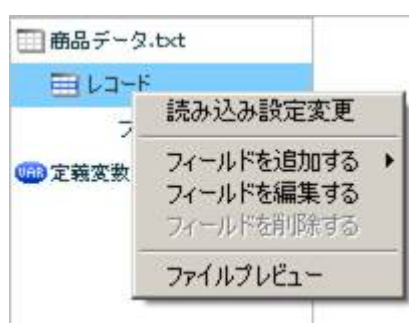 商品データ.txt
レコード
読み込み設定変更
フィールドを追加する
フィールドを編集する
フィールドを削除する
ファイルプレビュー
VAR 定義変数